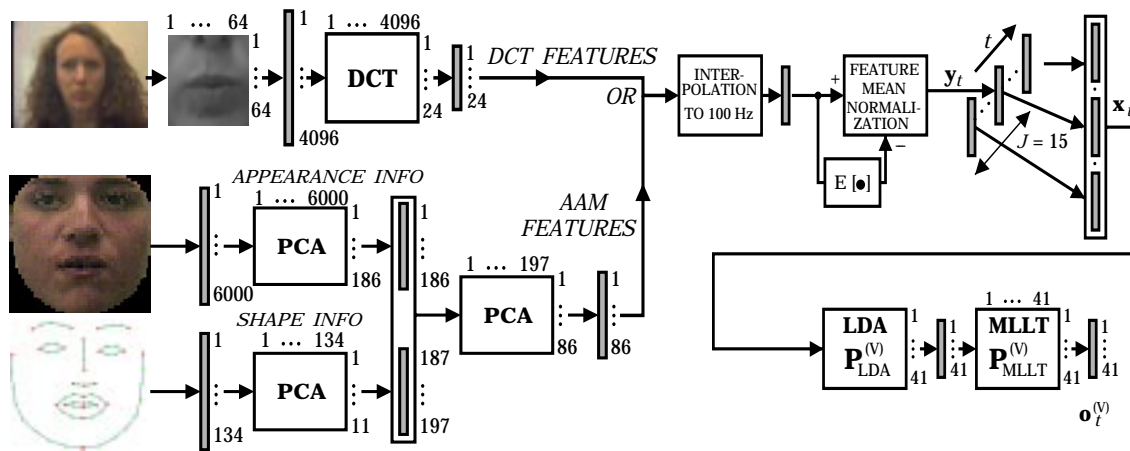 1 ... 64
1
⋮
64
1
⋮
4096
1 ... 4096
DCT
1
⋮
24
1
⋮
24
DCT FEATURES
OR
INTER-
POLATION
TO 100 Hz
+
FEATURE
MEAN
NORMALI-
ZATION
−
E [●]
y_t
t
J = 15
x_t
APPEARANCE INFO
1
⋮
6000
1 ... 6000
PCA
1
⋮
186
1
⋮
186
SHAPE INFO
1
⋮
134
1 ... 134
PCA
1
⋮
11
187
⋮
197
1 ... 197
PCA
1
⋮
86
1
⋮
86
AAM
FEATURES
LDA
P_LDA^(V)
1
⋮
41
1
⋮
41
1 ... 41
MLLT
P_MLLT^(V)
1
⋮
41
1
⋮
41
o_t^(V)